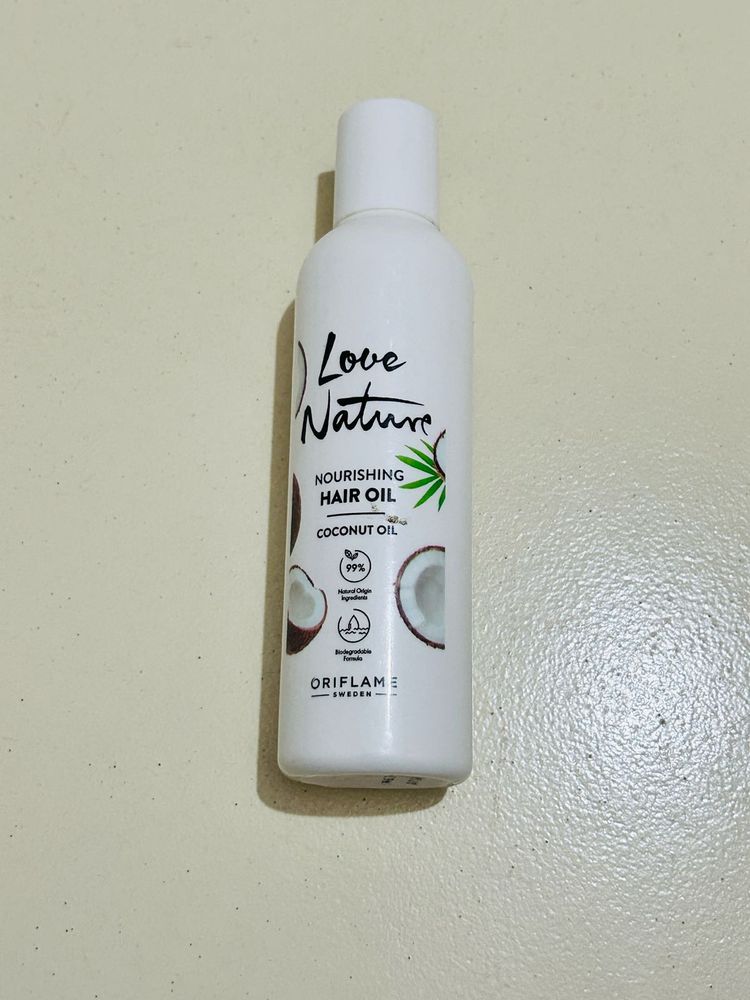 Love
Nature
NOURISHING
HAIR OIL
COCONUT OIL
99%
Natural Origin
Ingredients
Biodegradable
Formula
ORIFLAME
SWEDEN